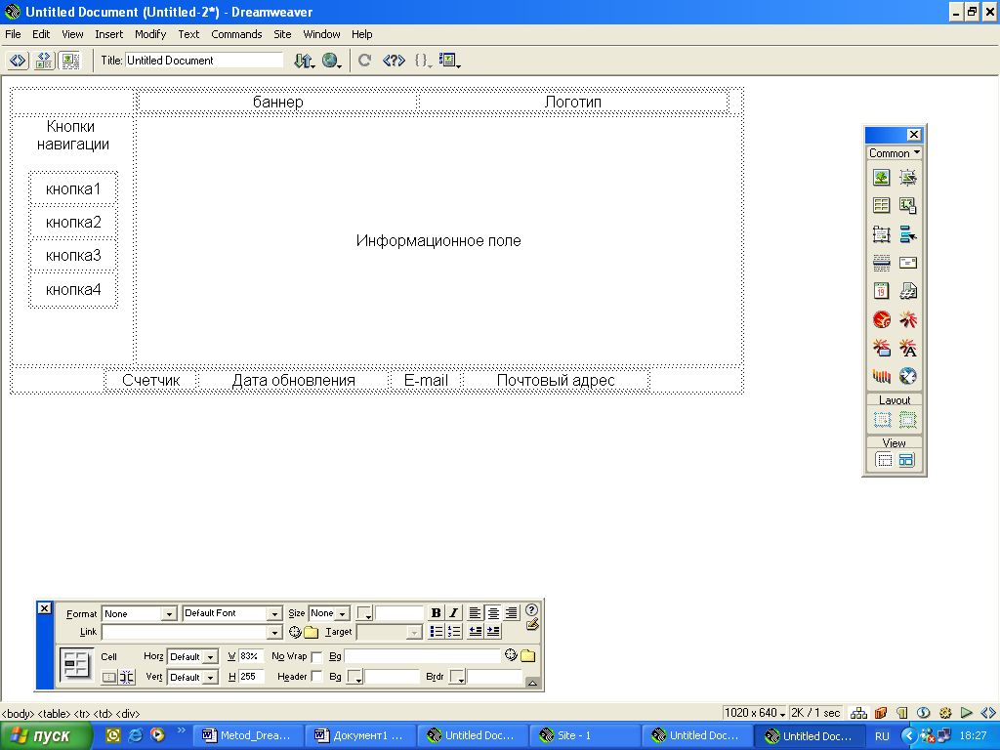 Untitled Document (Untitled-2*) - Dreamweaver
File Edit View Insert Modify Text Commands Site Window Help
Title: Untitled Document
баннер Логотип
Кнопки
навигации
кнопка1
кнопка2
кнопка3
кнопка4
Информационное поле
Счетчик Дата обновления E-mail Почтовый адрес
Common
19
Layout
View
Format None Default Font Size None B I
Link Target
Cell Horz Default W 83% No Wrap Bg
Vert Default H 255 Header Bg Brdr
<body> <table> <tr> <td> <div> 1020 x 640 2K / 1 sec
пуск Metod_Drea... Документ1 ... Untitled Doc... Site - 1 Untitled Doc... Untitled Doc... RU 18:27